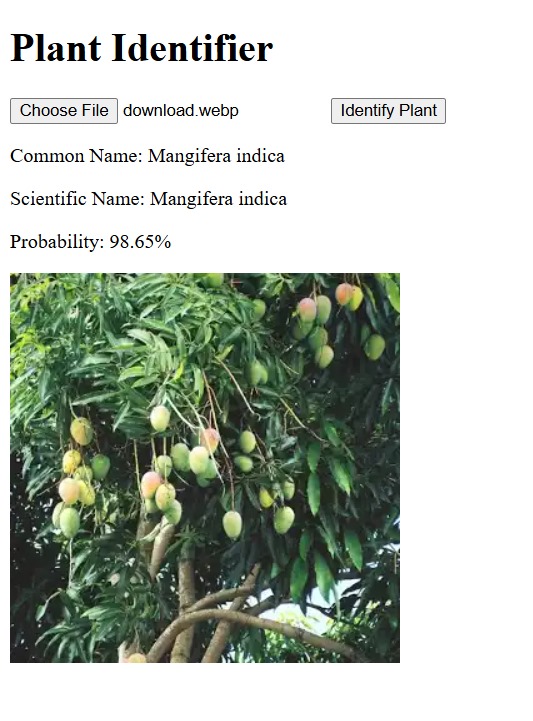 Plant Identifier
Choose File download.webp Identify Plant
Common Name: Mangifera indica
Scientific Name: Mangifera indica
Probability: 98.65%